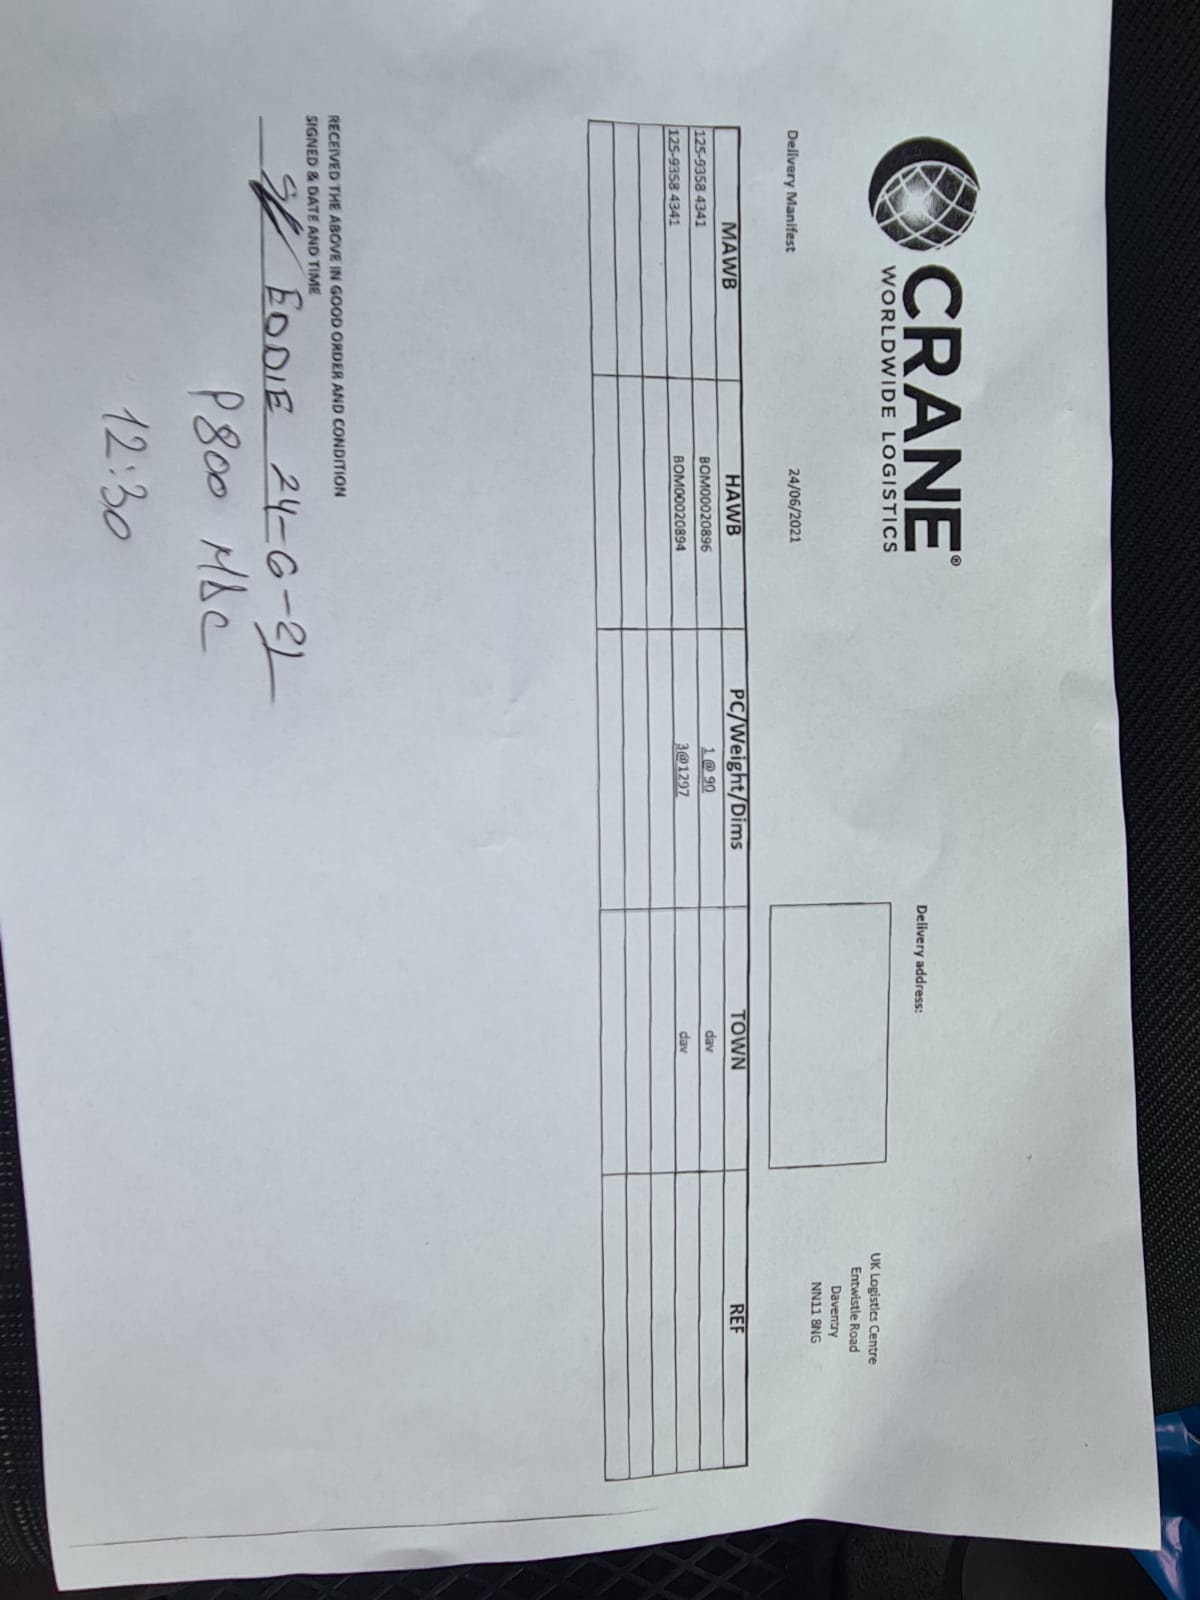 CRANE®
WORLDWIDE LOGISTICS
Delivery address:
UK Logistics Centre
Entwistle Road
Daventry
NN11 8NG
Delivery Manifest 24/06/2021
MAWB HAWB PC/Weight/Dims TOWN REF
125-9358 4341 BOM00020896 1 @ 90 dav
125-9358 4341 BOM00020894 3@1297 dav
RECEIVED THE ABOVE IN GOOD ORDER AND CONDITION
SIGNED & DATE AND TIME
EDDIE 24-6-21
P800 MAC
12:30